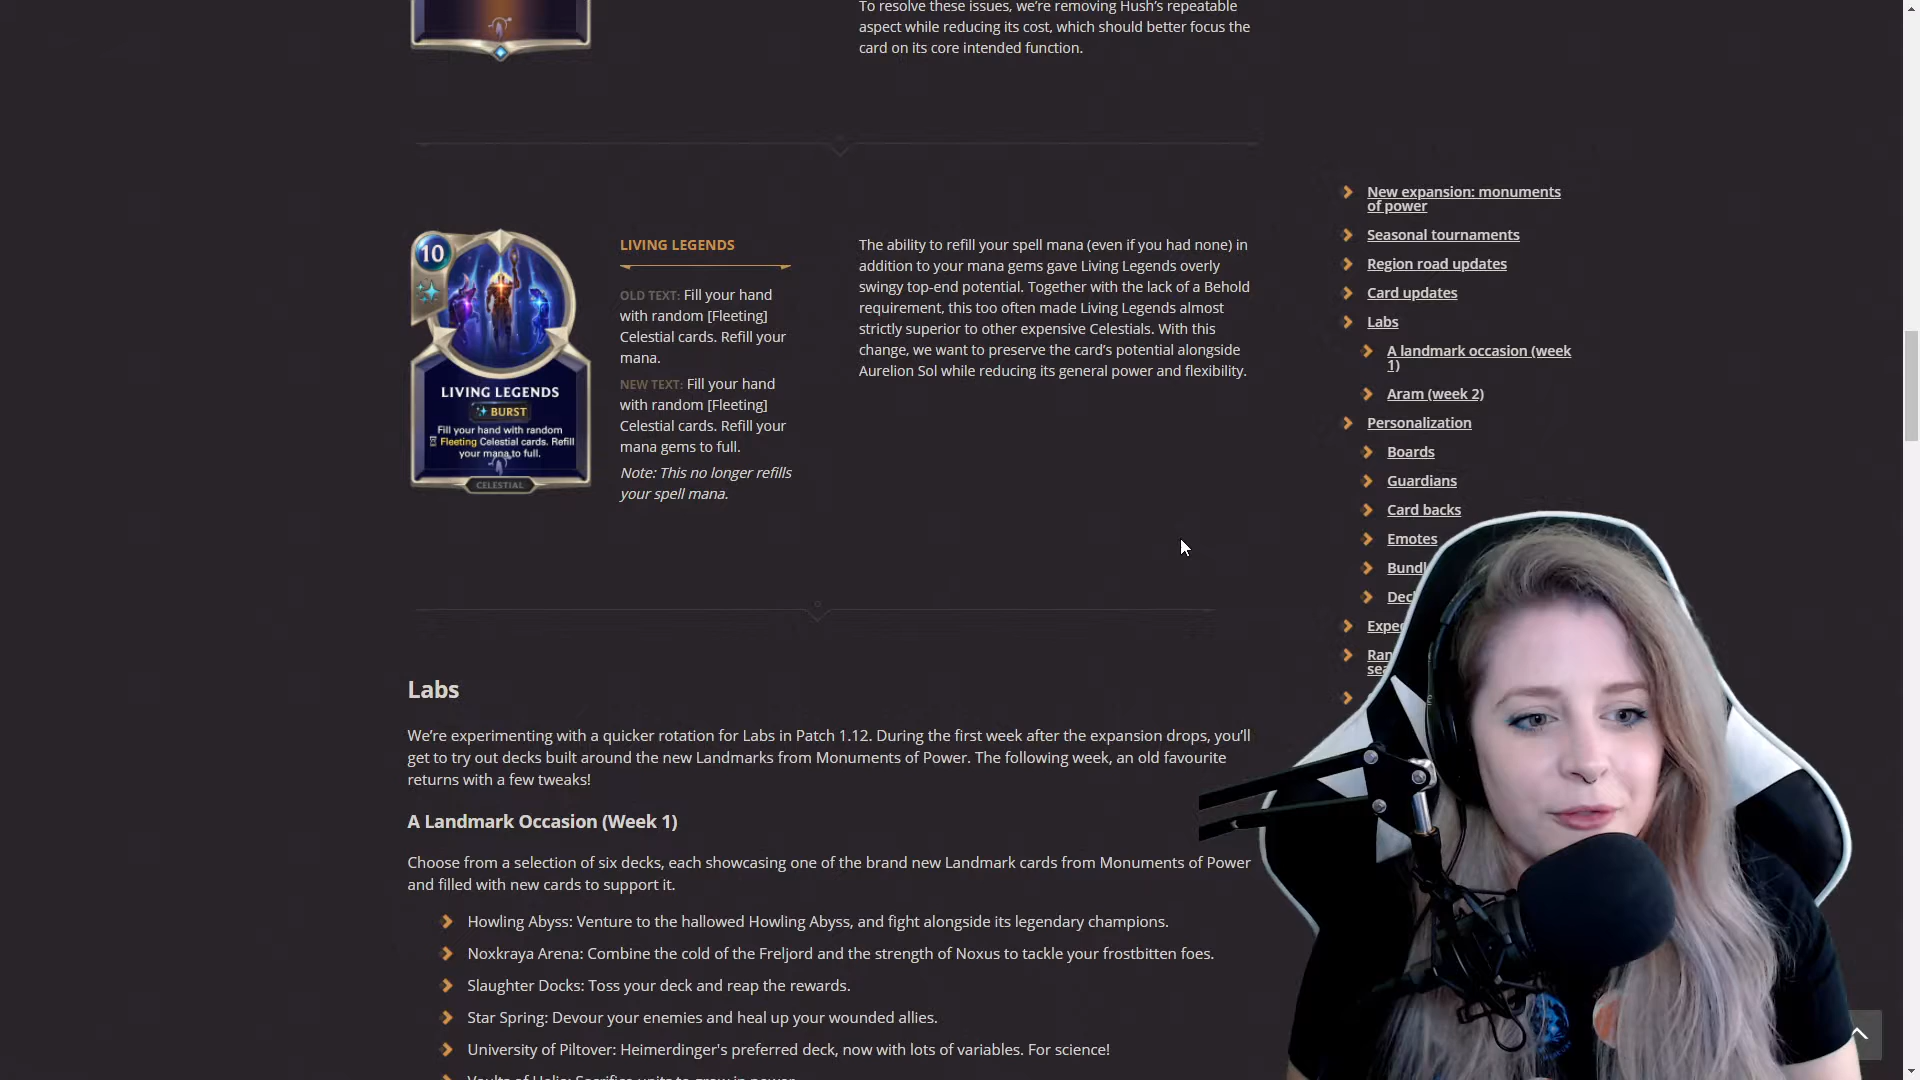 To resolve these issues, we're removing Hush's repeatable
aspect while reducing its cost, which should better focus the
card on its core intended function.
10
LIVING LEGENDS
BURST
Fill your hand with random
Fleeting Celestial cards. Refill
your mana to full.
CELESTIAL
LIVING LEGENDS
OLD TEXT: Fill your hand
with random [Fleeting]
Celestial cards. Refill your
mana.
NEW TEXT: Fill your hand
with random [Fleeting]
Celestial cards. Refill your
mana gems to full.
Note: This no longer refills
your spell mana.
The ability to refill your spell mana (even if you had none) in
addition to your mana gems gave Living Legends overly
swingy top-end potential. Together with the lack of a Behold
requirement, this too often made Living Legends almost
strictly superior to other expensive Celestials. With this
change, we want to preserve the card's potential alongside
Aurelion Sol while reducing its general power and flexibility.
New expansion: monuments
of power
Seasonal tournaments
Region road updates
Card updates
Labs
A landmark occasion (week
1)
Aram (week 2)
Personalization
Boards
Guardians
Card backs
Emotes
Bundl
Dec
Expe
Ran
sea
Labs
We're experimenting with a quicker rotation for Labs in Patch 1.12. During the first week after the expansion drops, you'll
get to try out decks built around the new Landmarks from Monuments of Power. The following week, an old favourite
returns with a few tweaks!
A Landmark Occasion (Week 1)
Choose from a selection of six decks, each showcasing one of the brand new Landmark cards from Monuments of Power
and filled with new cards to support it.
Howling Abyss: Venture to the hallowed Howling Abyss, and fight alongside its legendary champions.
Noxkraya Arena: Combine the cold of the Freljord and the strength of Noxus to tackle your frostbitten foes.
Slaughter Docks: Toss your deck and reap the rewards.
Star Spring: Devour your enemies and heal up your wounded allies.
University of Piltover: Heimerdinger's preferred deck, now with lots of variables. For science!